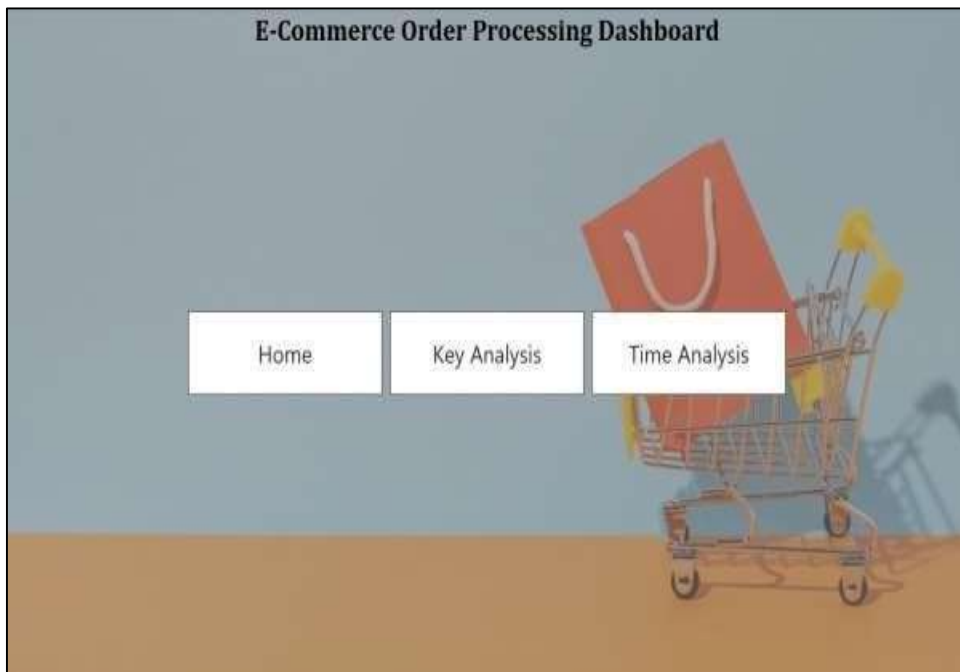 E-Commerce Order Processing Dashboard
Home
Key Analysis
Time Analysis